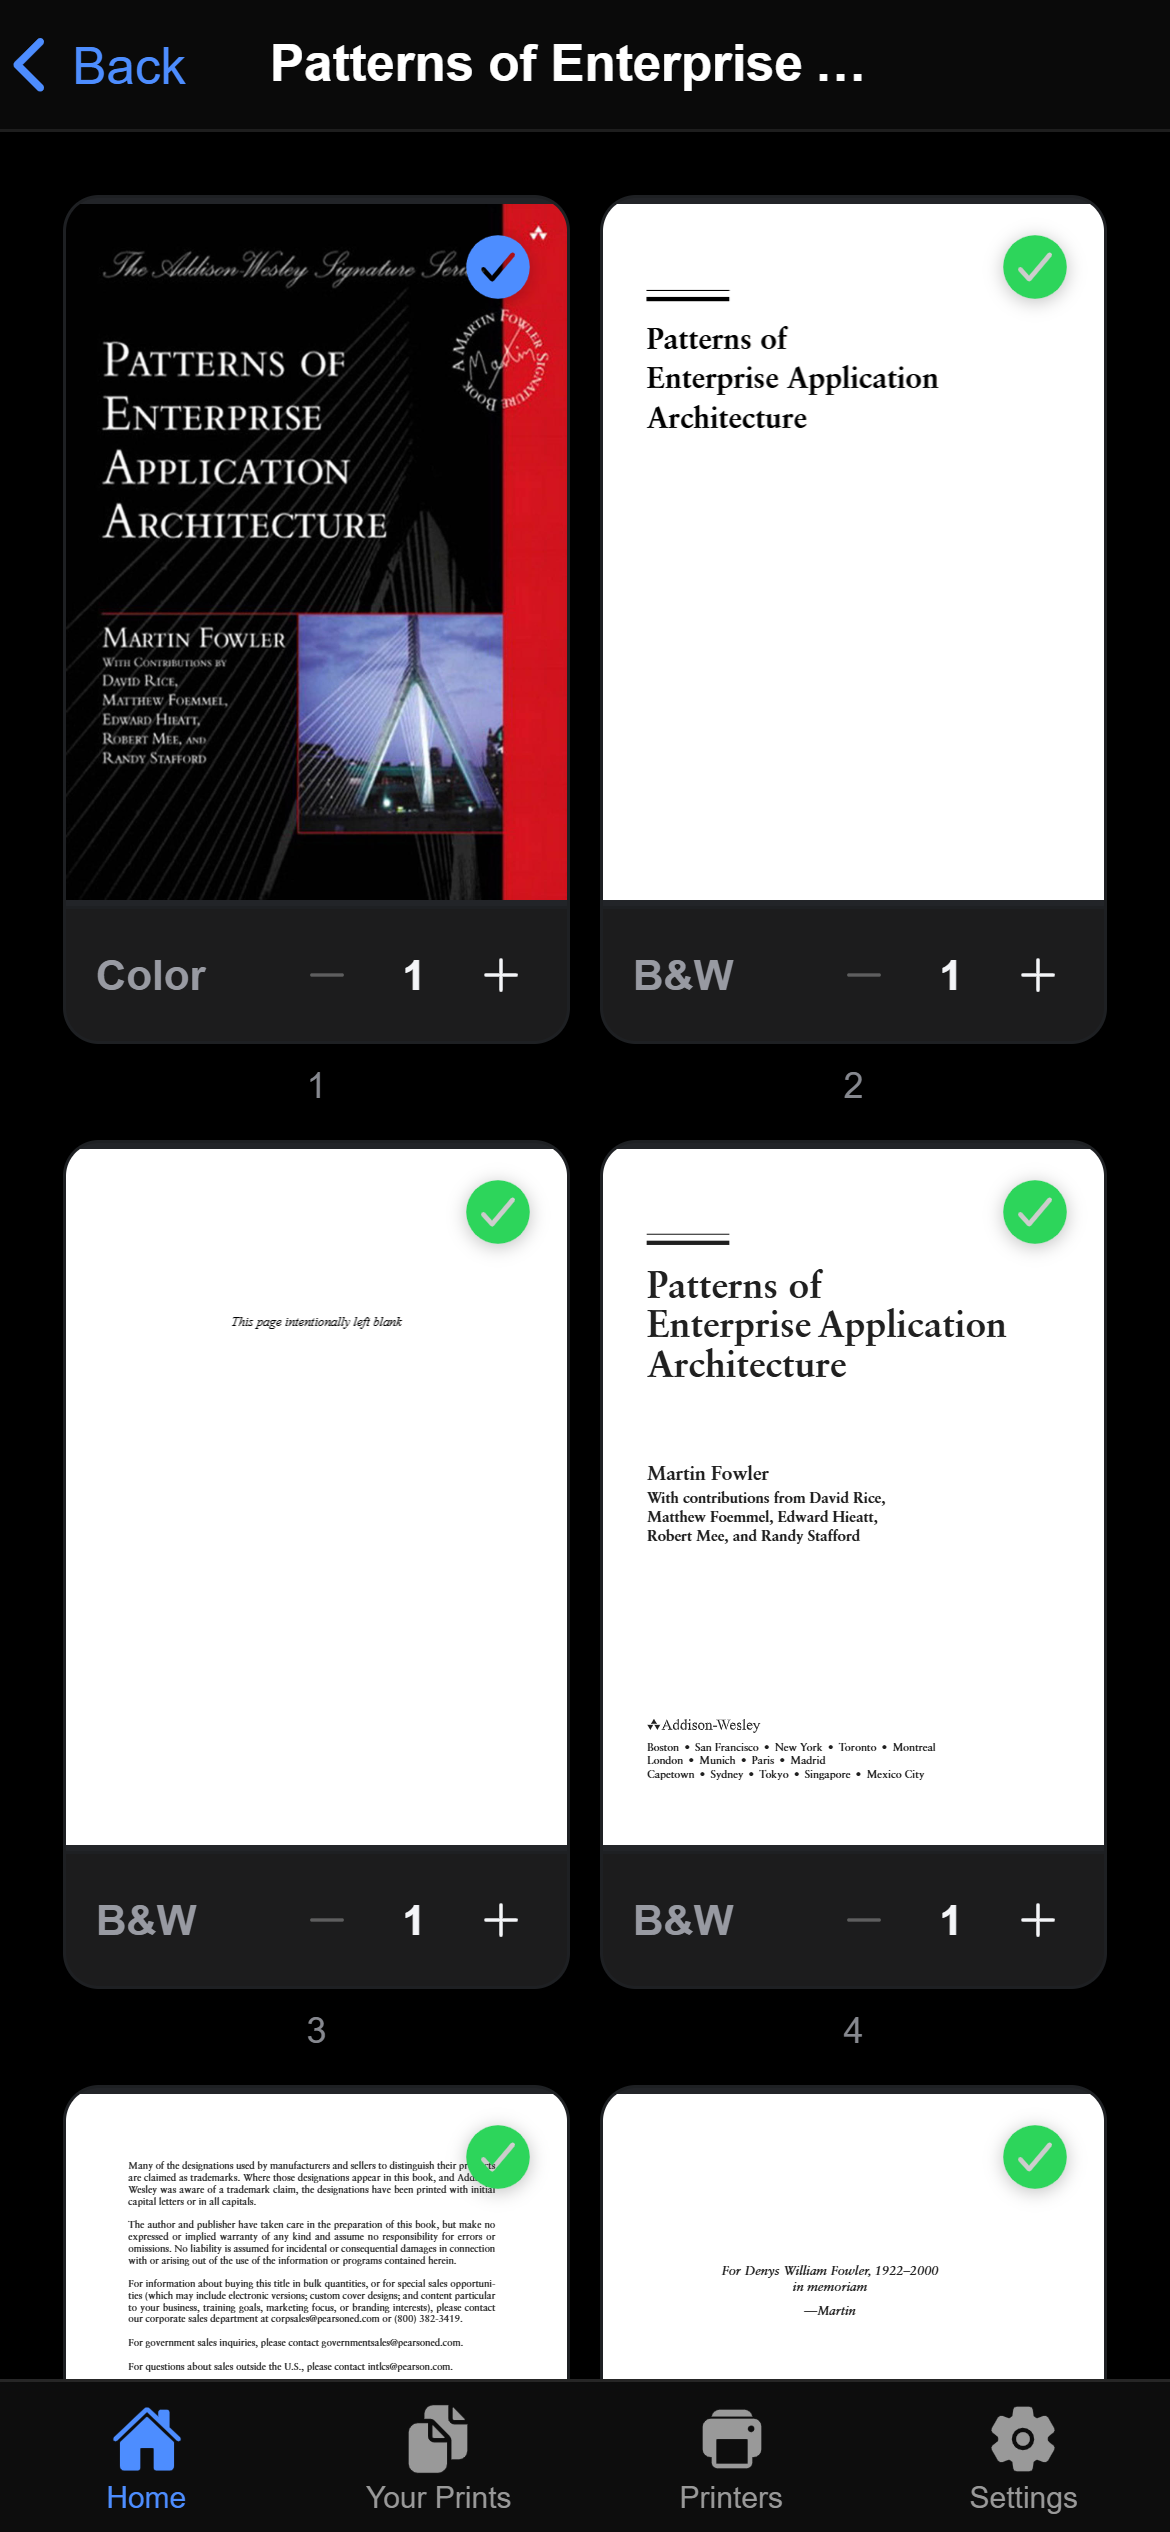 Back
Patterns of Enterprise ...
The Addison-Wesley Signature
A MARTIN FOWLER SIGNATURE BOOK
Martin
PATTERNS OF
ENTERPRISE
APPLICATION
ARCHITECTURE
MARTIN FOWLER
WITH CONTRIBUTIONS BY
DAVID RICE,
MATTHEW FOEMMEL,
EDWARD HIEATT,
ROBERT MEE, AND
RANDY STAFFORD
Color
1
1
Patterns of
Enterprise Application
Architecture
B&W
1
2
This page intentionally left blank
B&W
1
3
Patterns of
Enterprise Application
Architecture
Martin Fowler
With contributions from David Rice,
Matthew Foemmel, Edward Hieatt,
Robert Mee, and Randy Stafford
Addison-Wesley
Boston • San Francisco • New York • Toronto • Montreal
London • Munich • Paris • Madrid
Capetown • Sydney • Tokyo • Singapore • Mexico City
B&W
1
4
Many of the designations used by manufacturers and sellers to distinguish their
are claimed as trademarks. Where those designations appear in this book, and
Wesley was aware of a trademark claim, the designations have been printed with initial
capital letters or in all capitals.
The author and publisher have taken care in the preparation of this book, but make no
expressed or implied warranty of any kind and assume no responsibility for errors or
omissions. No liability is assumed for incidental or consequential damages in connection
with or arising out of the use of the information or programs contained herein.
For information about buying this title in bulk quantities, or for special sales opportuni-
ties (which may include electronic versions; custom cover designs; and content particular
to your business, training goals, marketing focus, or branding interests), please contact
our corporate sales department at corpsales@pearsoned.com or (800) 382-3419.
For government sales inquiries, please contact governmentsales@pearsoned.com.
For questions about sales outside the U.S., please contact intlcs@pearson.com.
For Denys William Fowler, 1922–2000
in memoriam
—Martin
Home
Your Prints
Printers
Settings